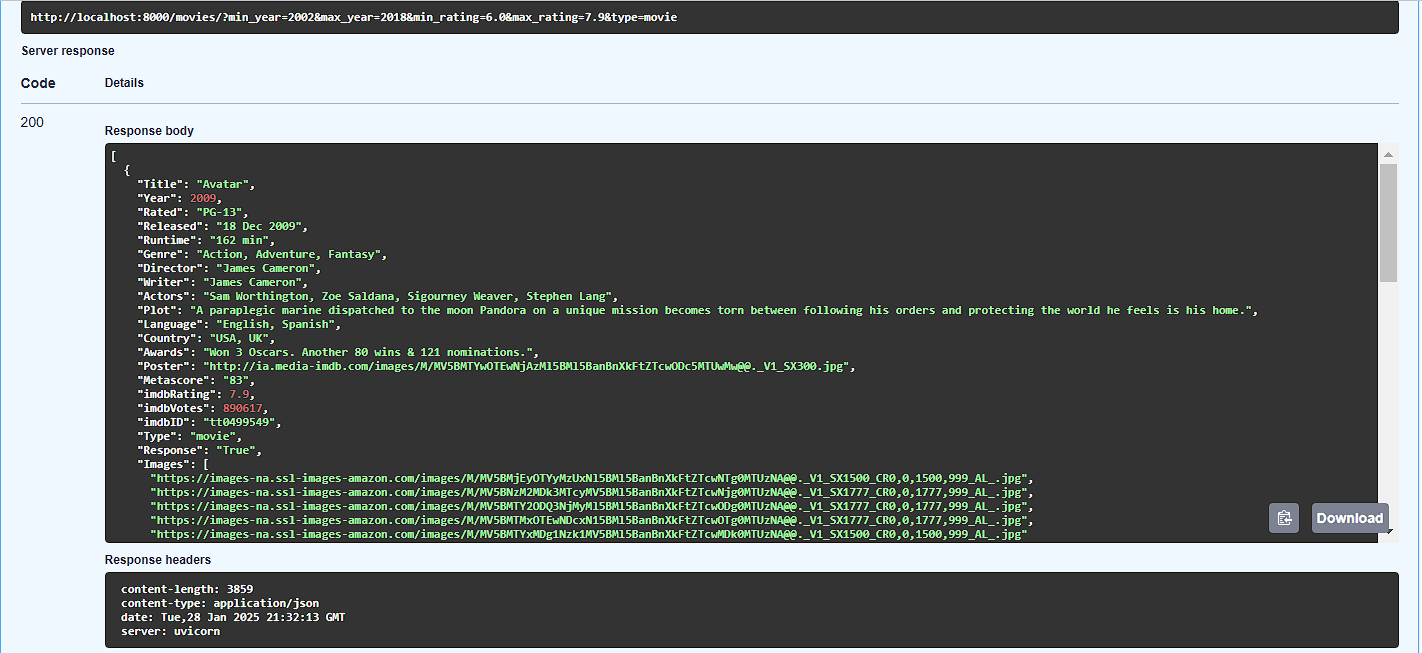 http://localhost:8000/movies/?min_year=2002&max_year=2018&min_rating=6.0&max_rating=7.9&type=movie
Server response
Code Details
200
Response body
[
{
"Title": "Avatar",
"Year": 2009,
"Rated": "PG-13",
"Released": "18 Dec 2009",
"Runtime": "162 min",
"Genre": "Action, Adventure, Fantasy",
"Director": "James Cameron",
"Writer": "James Cameron",
"Actors": "Sam Worthington, Zoe Saldana, Sigourney Weaver, Stephen Lang",
"Plot": "A paraplegic marine dispatched to the moon Pandora on a unique mission becomes torn between following his orders and protecting the world he feels is his home.",
"Language": "English, Spanish",
"Country": "USA, UK",
"Awards": "Won 3 Oscars. Another 80 wins & 121 nominations.",
"Poster": "http://ia.media-imdb.com/images/M/MV5BMTYwOTEwNjAzMl5BMl5BanBnXkFtZTcwODc5MTUwMw@@._V1_SX300.jpg",
"Metascore": "83",
"imdbRating": 7.9,
"imdbVotes": 890617,
"imdbID": "tt0499549",
"Type": "movie",
"Response": "True",
"Images": [
"https://images-na.ssl-images-amazon.com/images/M/MV5BMjEyOTYyMzUxNl5BMl5BanBnXkFtZTcwNTg0MTUzNA@@._V1_SX1500_CR0,0,1500,999_AL_.jpg",
"https://images-na.ssl-images-amazon.com/images/M/MV5BNzM2MDk3MTcyMV5BMl5BanBnXkFtZTcwNjg0MTUzNA@@._V1_SX1777_CR0,0,1777,999_AL_.jpg",
"https://images-na.ssl-images-amazon.com/images/M/MV5BMTY2ODQ3NjMyMl5BMl5BanBnXkFtZTcwODg0MTUzNA@@._V1_SX1777_CR0,0,1777,999_AL_.jpg",
"https://images-na.ssl-images-amazon.com/images/M/MV5BMTMxOTEwNDcxN15BMl5BanBnXkFtZTcwOTg0MTUzNA@@._V1_SX1777_CR0,0,1777,999_AL_.jpg",
"https://images-na.ssl-images-amazon.com/images/M/MV5BMTYxMDg1Nzk1MV5BMl5BanBnXkFtZTcwMDk0MTUzNA@@._V1_SX1500_CR0,0,1500,999_AL_.jpg"
Download
Response headers
content-length: 3859
content-type: application/json
date: Tue,28 Jan 2025 21:32:13 GMT
server: uvicorn